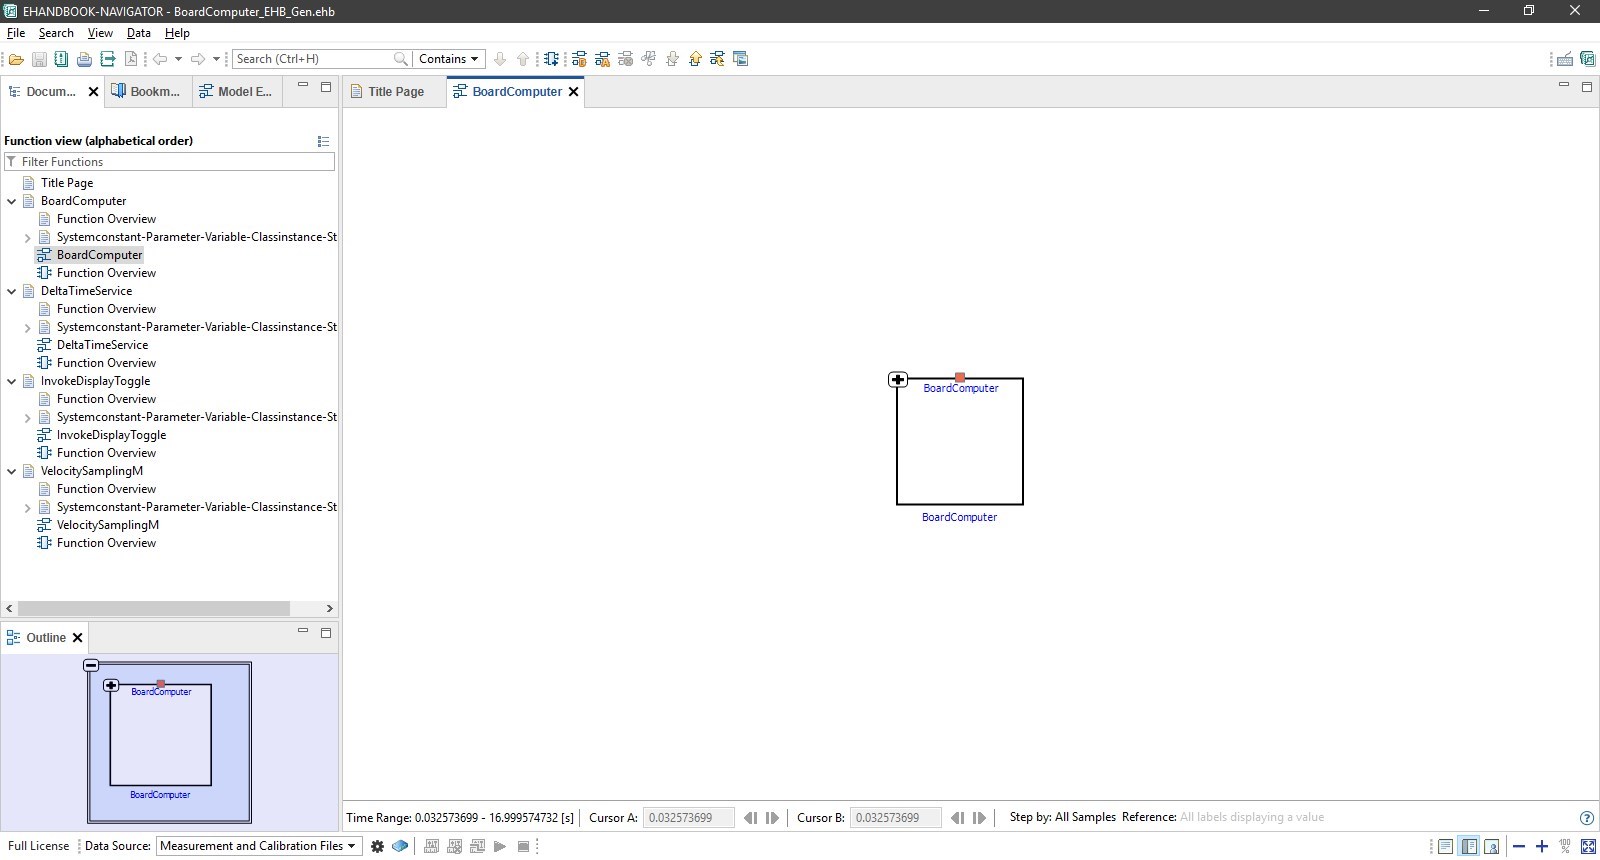 EHANDBOOK-NAVIGATOR - BoardComputer_EHB_Gen.ehb
File Search View Data Help
Search (Ctrl+H) Contains
Docum... Bookm... Model E... Title Page BoardComputer
Function view (alphabetical order)
Filter Functions
Title Page
BoardComputer
Function Overview
Systemconstant-Parameter-Variable-Classinstance-St
BoardComputer
Function Overview
DeltaTimeService
Function Overview
Systemconstant-Parameter-Variable-Classinstance-St
DeltaTimeService
Function Overview
InvokeDisplayToggle
Function Overview
Systemconstant-Parameter-Variable-Classinstance-St
InvokeDisplayToggle
Function Overview
VelocitySamplingM
Function Overview
Systemconstant-Parameter-Variable-Classinstance-St
VelocitySamplingM
Function Overview
BoardComputer
BoardComputer
Outline
BoardComputer
BoardComputer
Time Range: 0.032573699 - 16.999574732 [s] Cursor A: 0.032573699 Cursor B: 0.032573699 Step by: All Samples Reference: All labels displaying a value
Full License Data Source: Measurement and Calibration Files 100 %